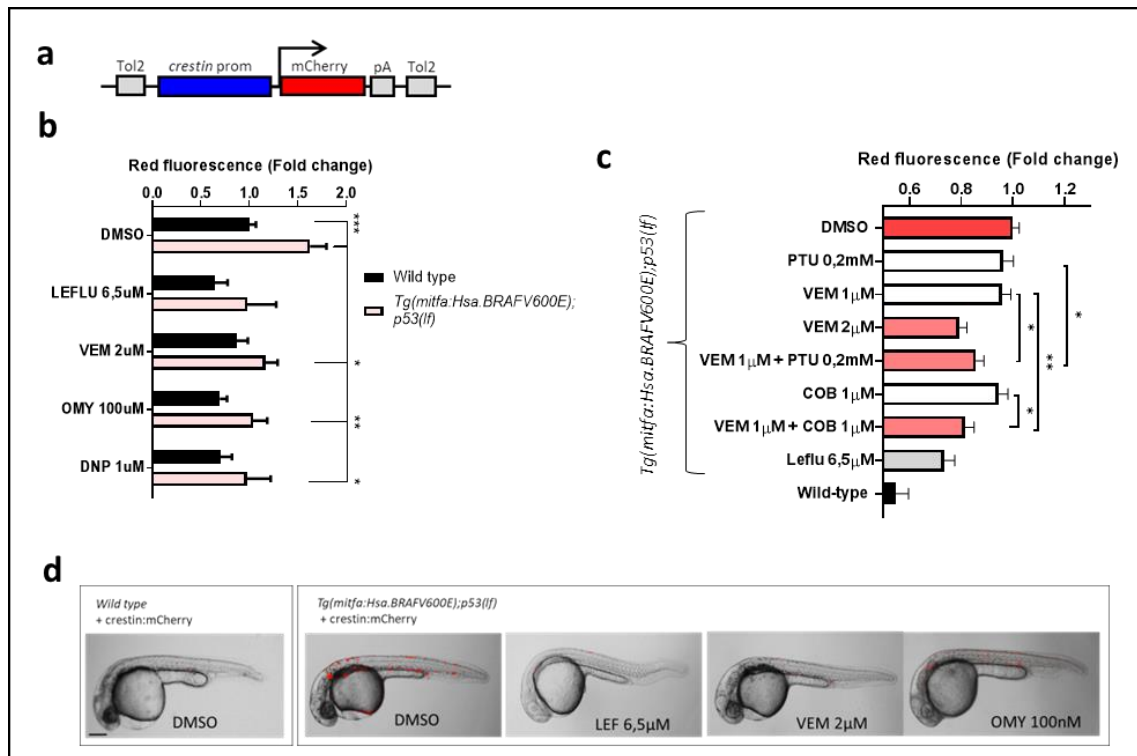 a
Tol2 crestin prom mCherry pA Tol2
b
Red fluorescence (Fold change)
0.0 0.5 1.0 1.5 2.0
DMSO
LEFLU 6,5uM
VEM 2uM
OMY 100uM
DNP 1uM
***
*
**
*
Wild type
Tg(mitfa:Hsa.BRAFV600E);
p53(lf)
c
Red fluorescence (Fold change)
0.6 0.8 1.0 1.2
Tg(mitfa:Hsa.BRAFV600E);p53(lf)
DMSO
PTU 0,2mM
VEM 1µM
VEM 2µM
VEM 1µM + PTU 0,2mM
COB 1µM
VEM 1µM + COB 1µM
Leflu 6,5µM
Wild-type
*
*
**
*
d
Wild type
+ crestin:mCherry
DMSO
Tg(mitfa:Hsa.BRAFV600E);p53(lf)
+ crestin:mCherry
DMSO
LEF 6,5µM
VEM 2µM
OMY 100nM